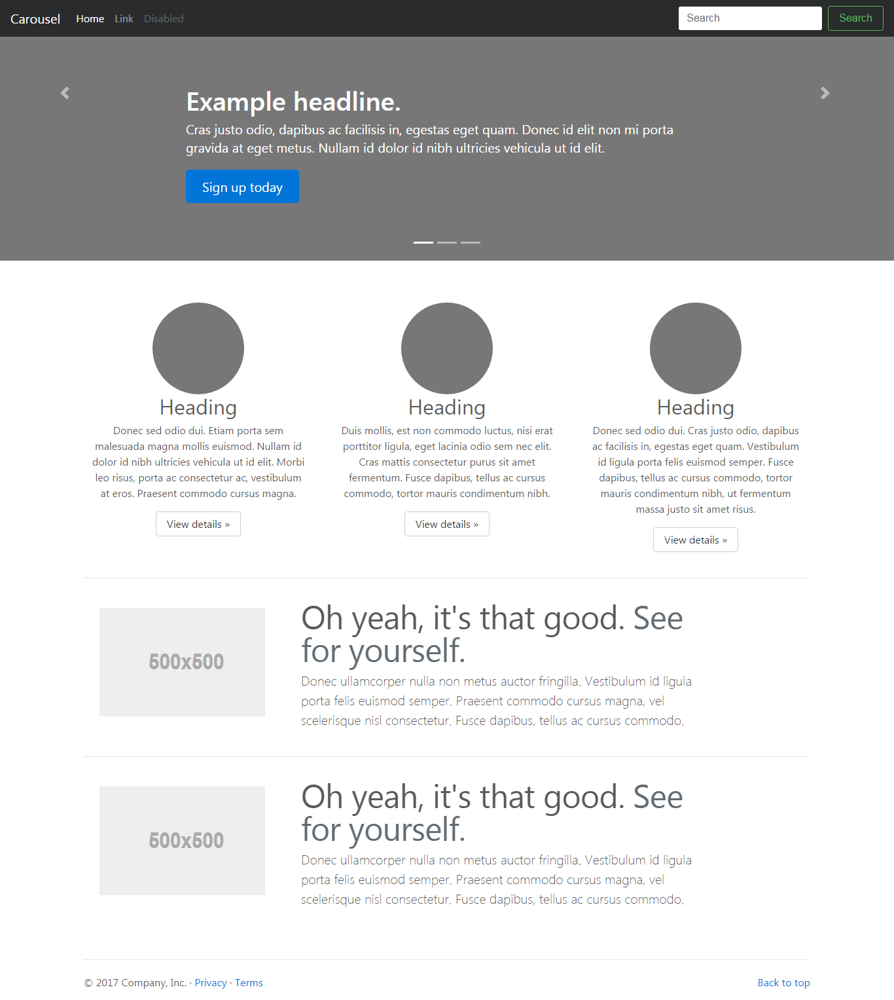 Carousel Home Link Disabled Search Search
Example headline.
Cras justo odio, dapibus ac facilisis in, egestas eget quam. Donec id elit non mi porta
gravida at eget metus. Nullam id dolor id nibh ultricies vehicula ut id elit.
Sign up today
Heading
Donec sed odio dui. Etiam porta sem
malesuada magna mollis euismod. Nullam id
dolor id nibh ultricies vehicula ut id elit. Morbi
leo risus, porta ac consectetur ac, vestibulum
at eros. Praesent commodo cursus magna.
View details »
Heading
Duis mollis, est non commodo luctus, nisi erat
porttitor ligula, eget lacinia odio sem nec elit.
Cras mattis consectetur purus sit amet
fermentum. Fusce dapibus, tellus ac cursus
commodo, tortor mauris condimentum nibh.
View details »
Heading
Donec sed odio dui. Cras justo odio, dapibus
ac facilisis in, egestas eget quam. Vestibulum
id ligula porta felis euismod semper. Fusce
dapibus, tellus ac cursus commodo, tortor
mauris condimentum nibh, ut fermentum
massa justo sit amet risus.
View details »
500x500
Oh yeah, it's that good. See
for yourself.
Donec ullamcorper nulla non metus auctor fringilla. Vestibulum id ligula
porta felis euismod semper. Praesent commodo cursus magna, vel
scelerisque nisl consectetur. Fusce dapibus, tellus ac cursus commodo.
500x500
Oh yeah, it's that good. See
for yourself.
Donec ullamcorper nulla non metus auctor fringilla. Vestibulum id ligula
porta felis euismod semper. Praesent commodo cursus magna, vel
scelerisque nisl consectetur. Fusce dapibus, tellus ac cursus commodo.
© 2017 Company, Inc. · Privacy · Terms Back to top